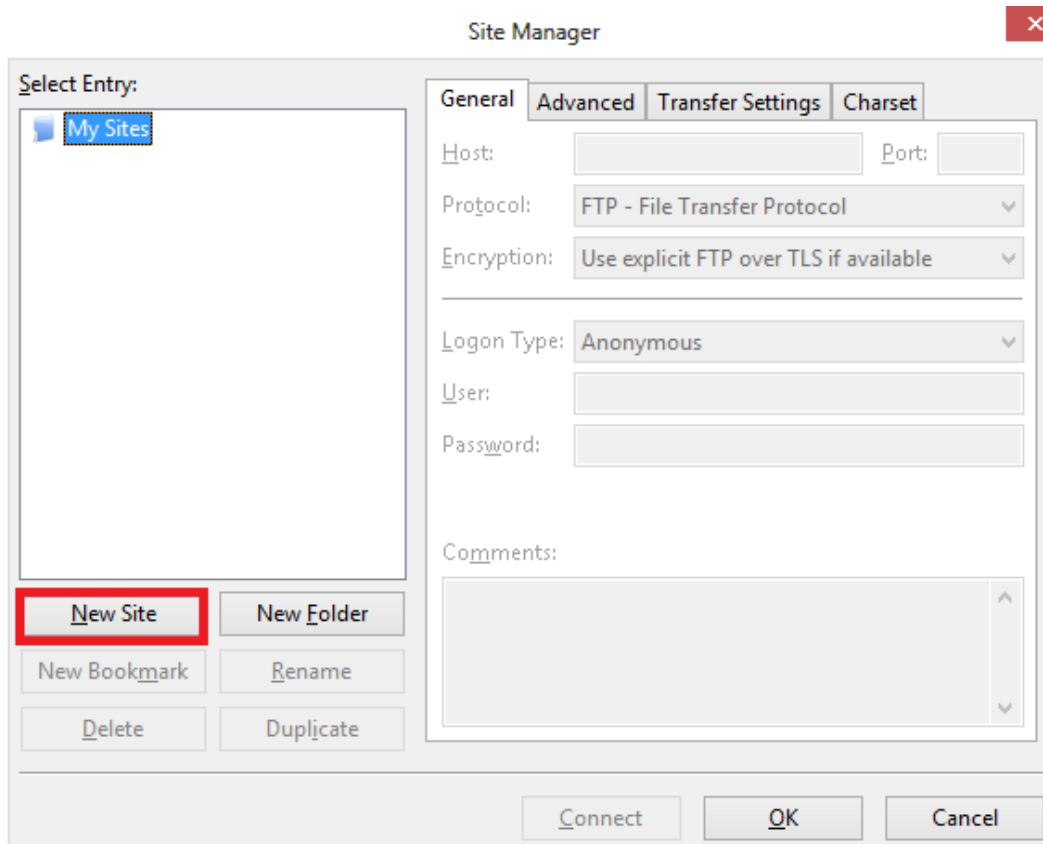 Site Manager
Select Entry:
My Sites
New Site New Folder
New Bookmark Rename
Delete Duplicate
General Advanced Transfer Settings Charset
Host: Port:
Protocol: FTP - File Transfer Protocol
Encryption: Use explicit FTP over TLS if available
Logon Type: Anonymous
User:
Password:
Comments:
Connect OK Cancel